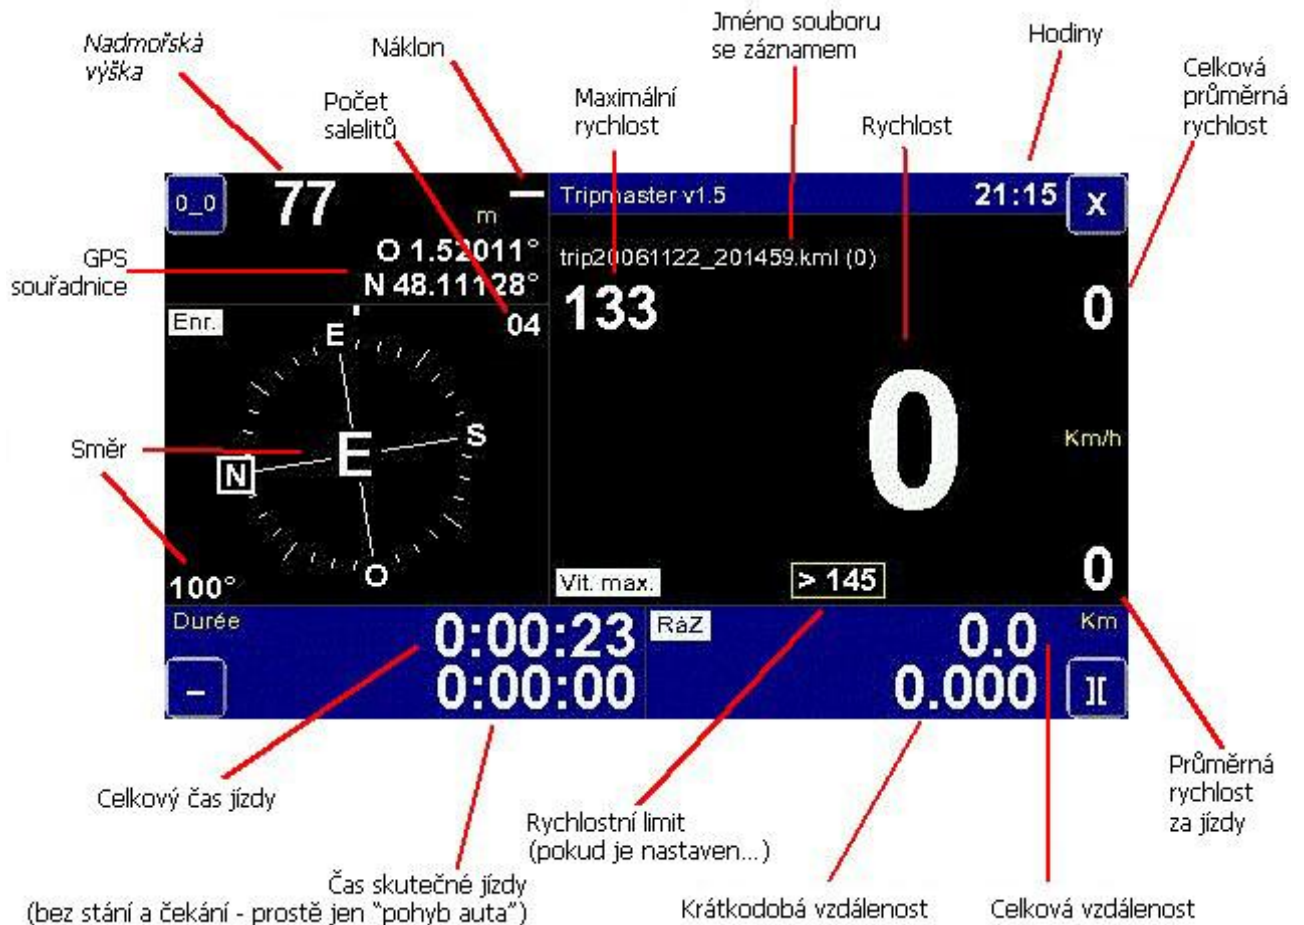 Nadmořská
výška
Náklon
Počet
salelitů
Maximální
rychlost
Jméno souboru
se záznamem
Rychlost
Hodiny
Celková
průměrná
rychlost
0_0
77
m
Tripmaster v1.5
21:15
X
GPS
souřadnice
O 1.52011°
N 48.11128°
trip20061122_201459.kml (0)
133
0
Enr.
04
E
S
E
N
O
Směr
100°
0
Km/h
Vit. max.
> 145
0
Durée
0:00:23
0:00:00
–
RàZ
0.0
0.000
Km
][
Celkový čas jízdy
Čas skutečné jízdy
(bez stání a čekání - prostě jen "pohyb auta")
Rychlostní limit
(pokud je nastaven...)
Krátkodobá vzdálenost
Celková vzdálenost
Průměrná
rychlost
za jízdy